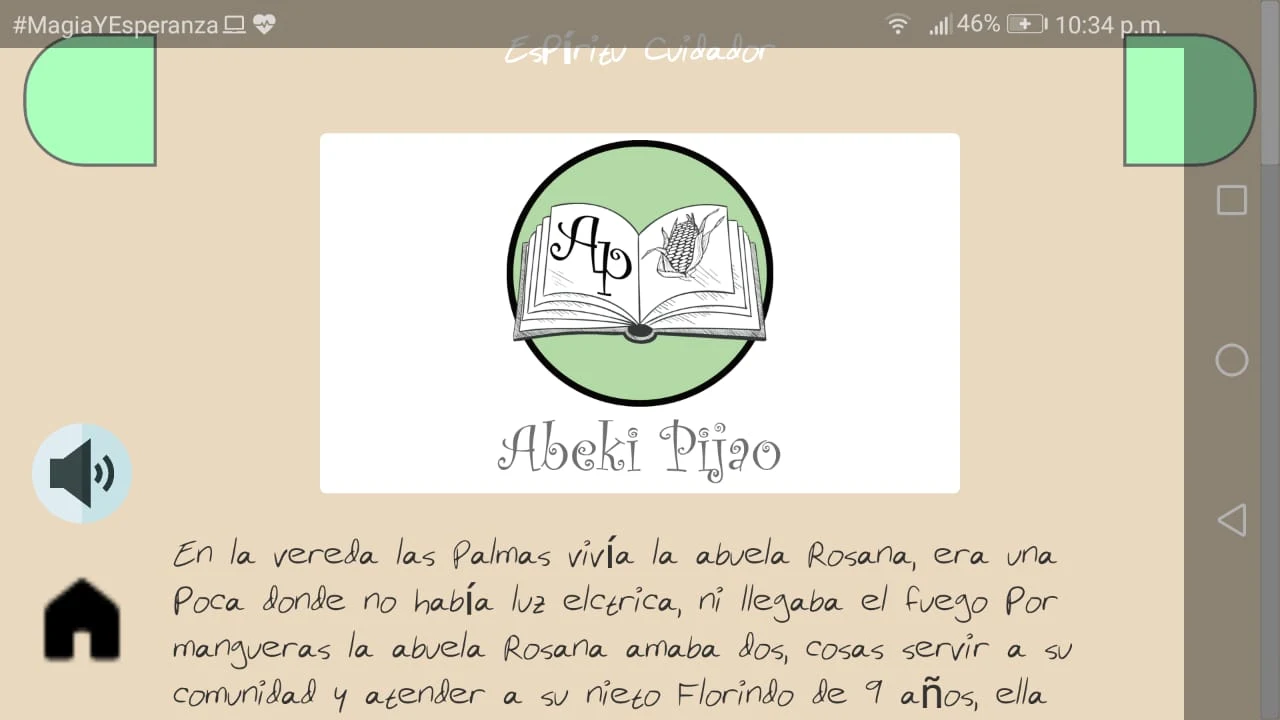 #MagiaYEsperanza
46%
10:34 p.m.
Espíritu Cuidador
Ap
Abeki Pijao
En la vereda las Palmas vivía la abuela Rosana, era una
Poca donde no había luz elctrica, ni llegaba el fuego Por
mangueras la abuela Rosana amaba dos, cosas servir a su
comunidad y atender a su nieto Florindo de 9 años, ella